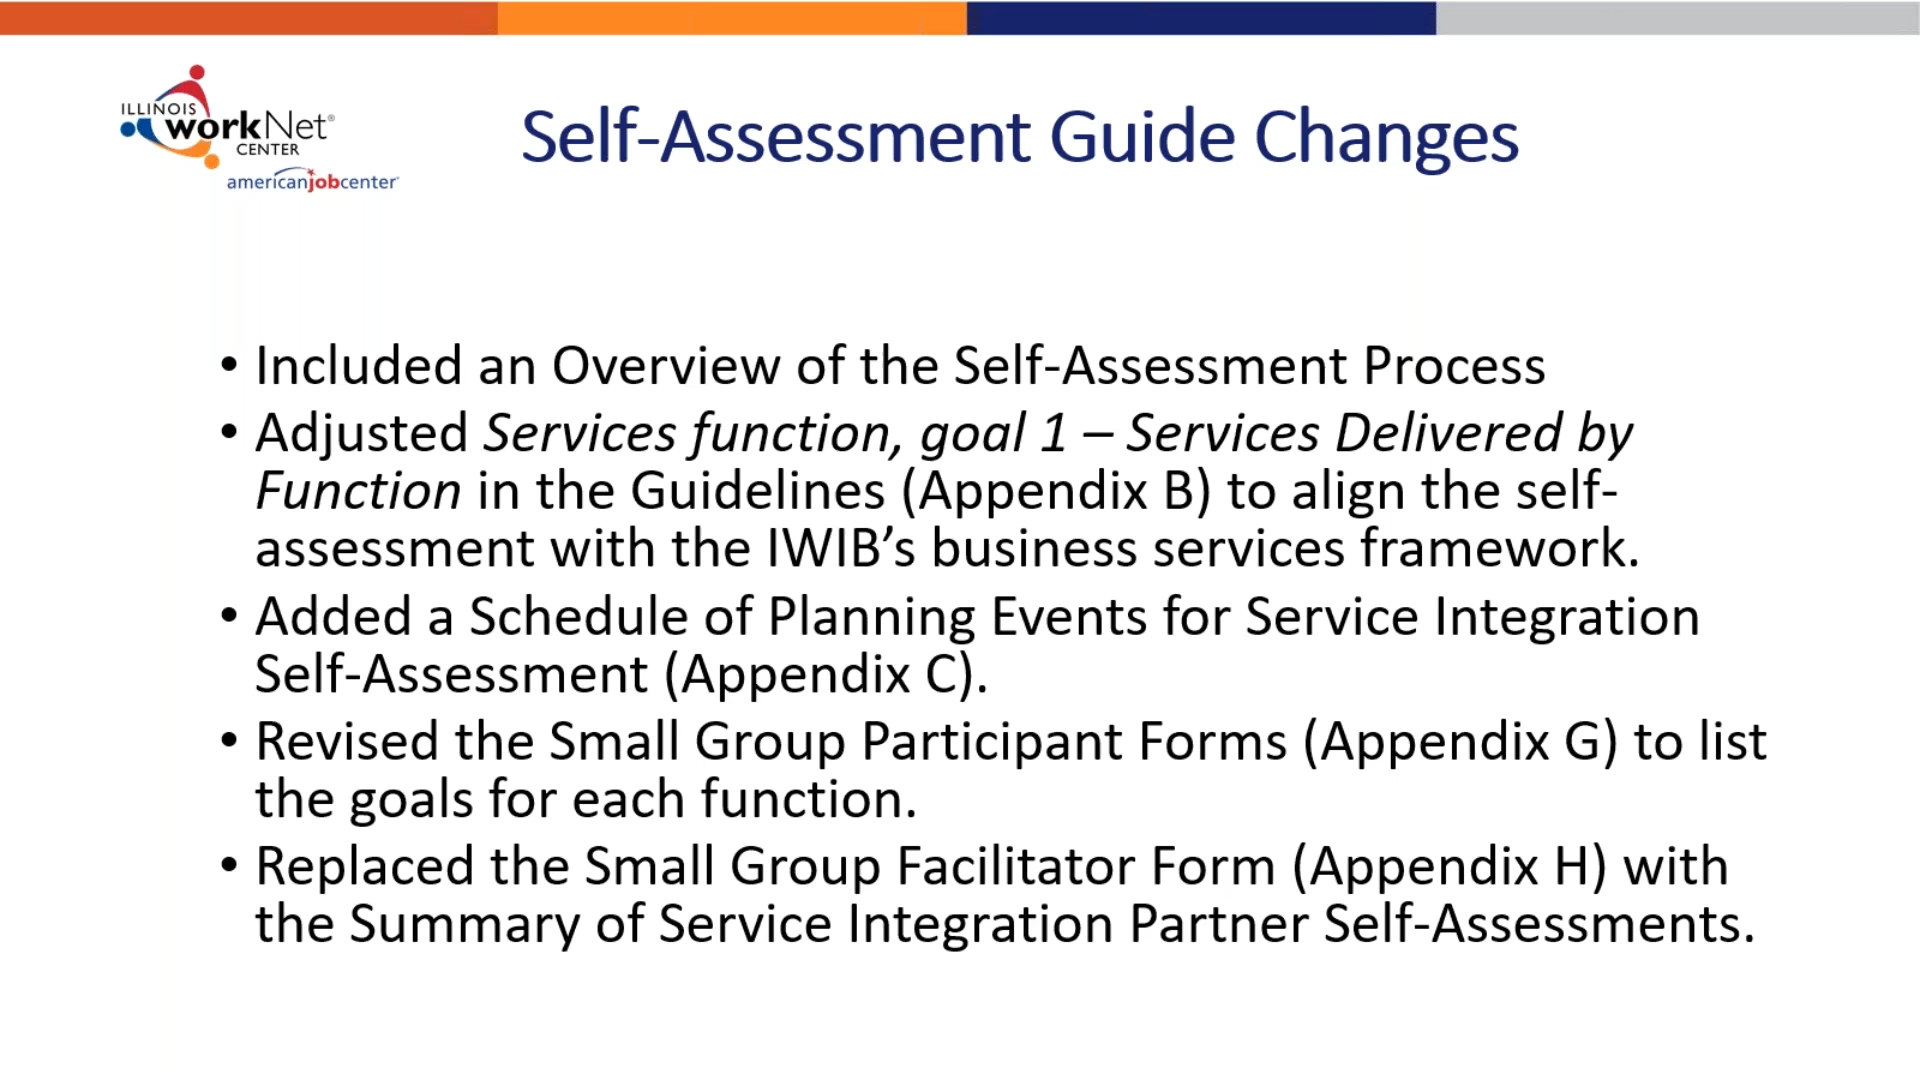 ILLINOIS
workNet®
CENTER
americanjobcenter
Self-Assessment Guide Changes
• Included an Overview of the Self-Assessment Process
• Adjusted Services function, goal 1 – Services Delivered by
Function in the Guidelines (Appendix B) to align the self-
assessment with the IWIB’s business services framework.
• Added a Schedule of Planning Events for Service Integration
Self-Assessment (Appendix C).
• Revised the Small Group Participant Forms (Appendix G) to list
the goals for each function.
• Replaced the Small Group Facilitator Form (Appendix H) with
the Summary of Service Integration Partner Self-Assessments.